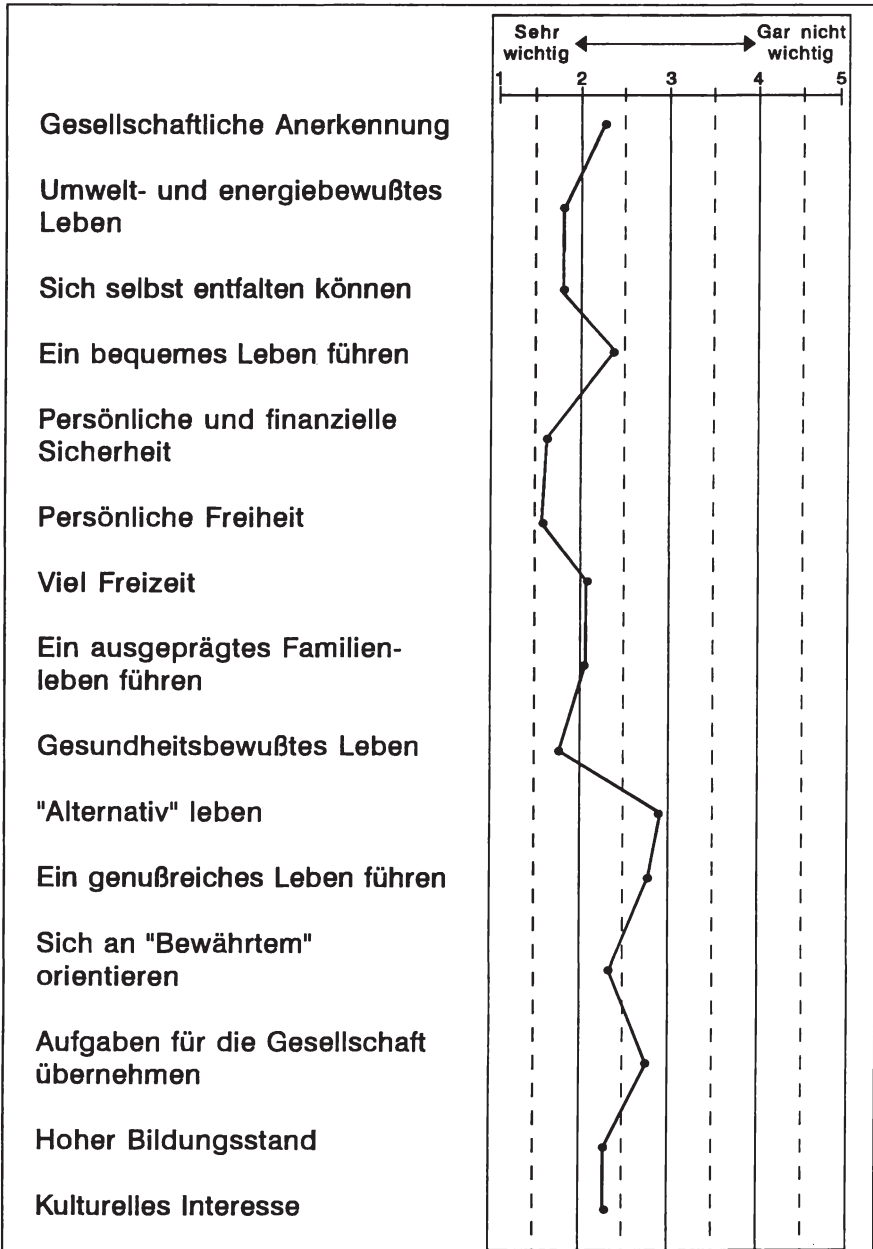 Sehr wichtig
Gar nicht wichtig
1 2 3 4 5
Gesellschaftliche Anerkennung
Umwelt- und energiebewußtes
Leben
Sich selbst entfalten können
Ein bequemes Leben führen
Persönliche und finanzielle
Sicherheit
Persönliche Freiheit
Viel Freizeit
Ein ausgeprägtes Familien-
leben führen
Gesundheitsbewußtes Leben
"Alternativ" leben
Ein genußreiches Leben führen
Sich an "Bewährtem"
orientieren
Aufgaben für die Gesellschaft
übernehmen
Hoher Bildungsstand
Kulturelles Interesse